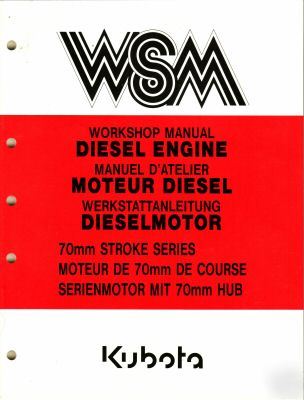 WSM
WORKSHOP MANUAL
DIESEL ENGINE
MANUEL D'ATELIER
MOTEUR DIESEL
WERKSTATTANLEITUNG
DIESELMOTOR
70mm STROKE SERIES
MOTEUR DE 70mm DE COURSE
SERIENMOTOR MIT 70mm HUB
Kubota